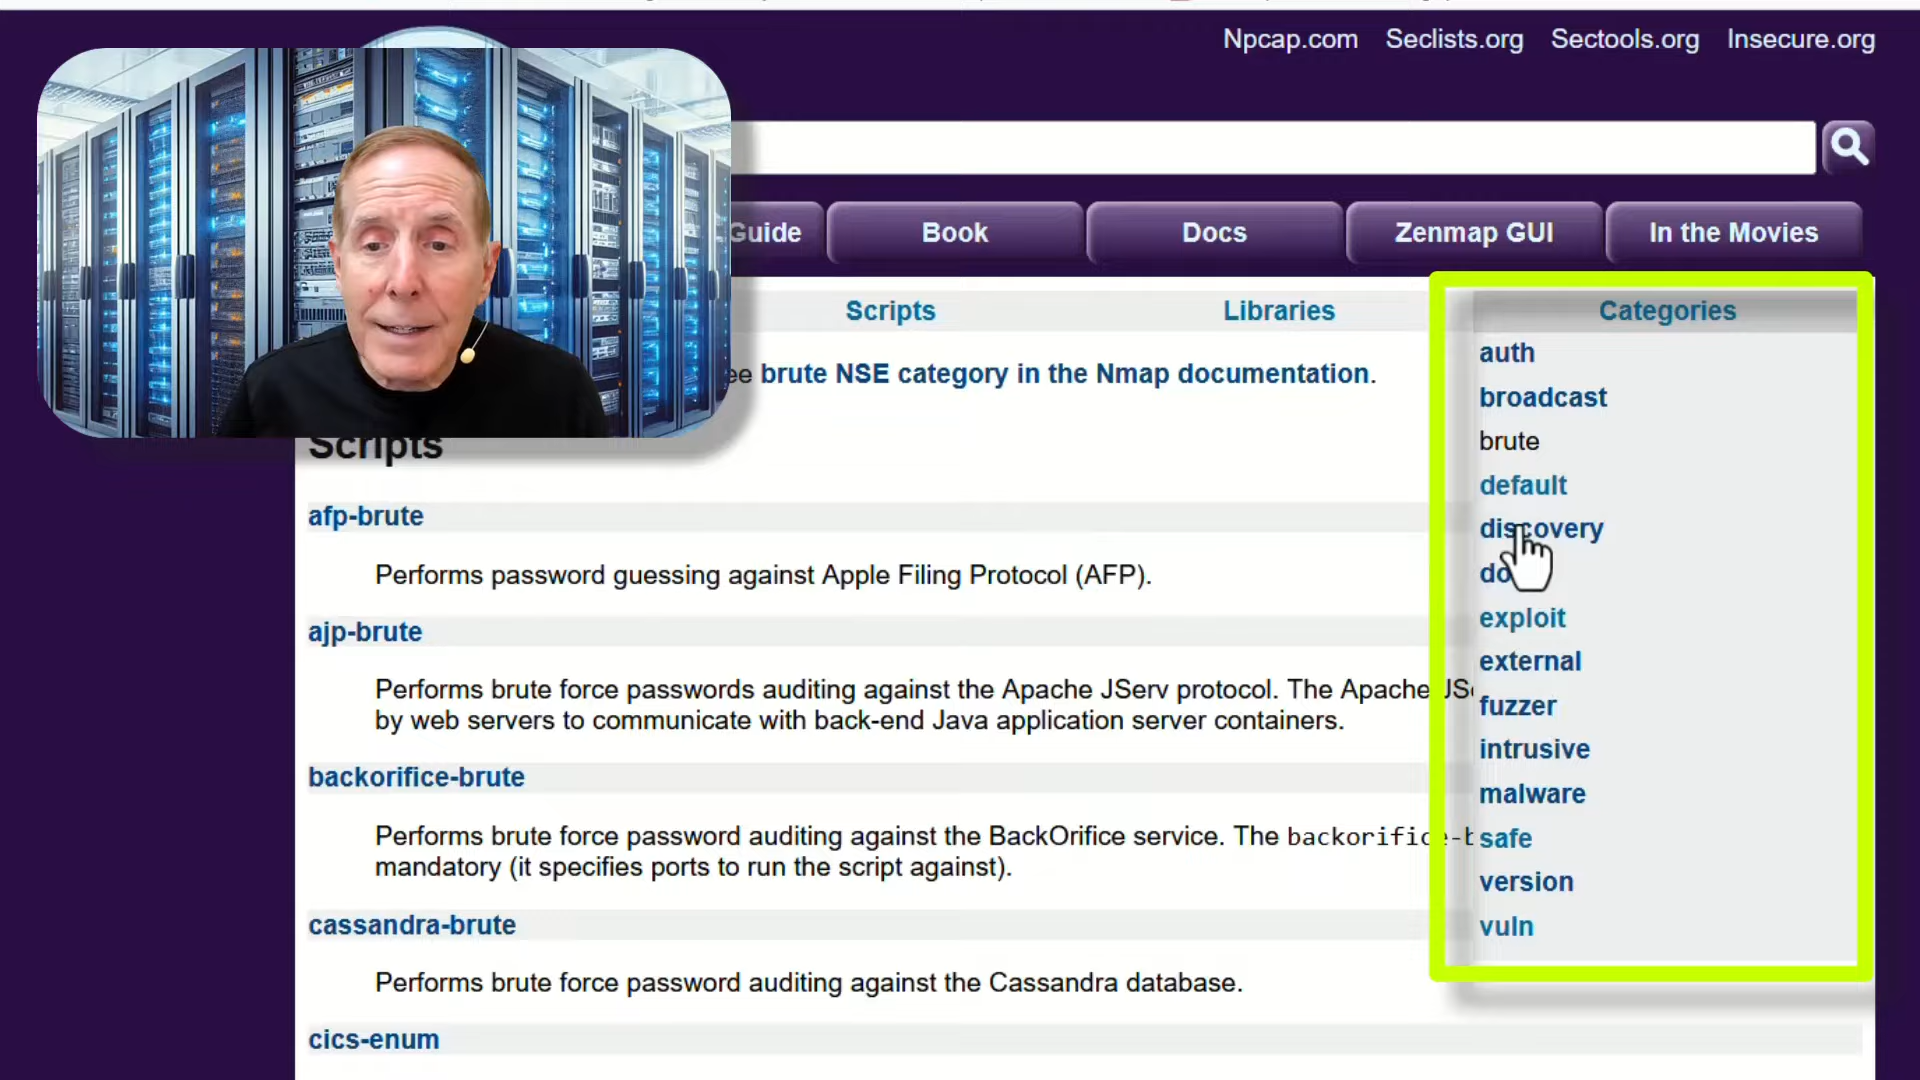 Npcap.com Seclists.org Sectools.org Insecure.org
Guide Book Docs Zenmap GUI In the Movies
Scripts Libraries Categories
brute NSE category in the Nmap documentation.
Scripts
afp-brute
Performs password guessing against Apple Filing Protocol (AFP).
ajp-brute
Performs brute force passwords auditing against the Apache JServ protocol. The Apache
by web servers to communicate with back-end Java application server containers.
backorifice-brute
Performs brute force password auditing against the BackOrifice service. The
mandatory (it specifies ports to run the script against).
cassandra-brute
Performs brute force password auditing against the Cassandra database.
cics-enum
auth
broadcast
brute
default
discovery
exploit
external
fuzzer
intrusive
malware
safe
version
vuln